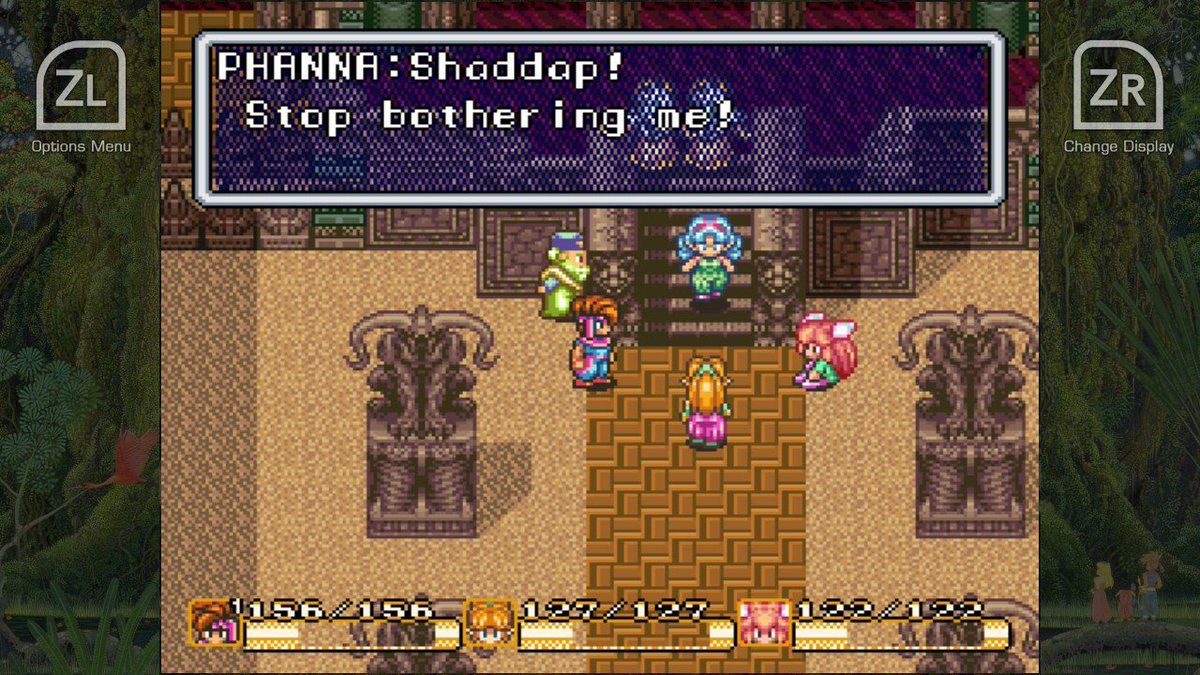 ZL
Options Menu
PHANNA:Shaddap!
Stop bothering me!
ZR
Change Display
156/156
127/127
122/122